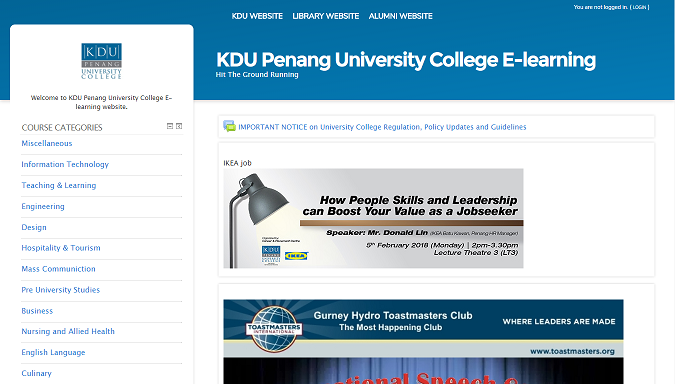 KDU WEBSITE LIBRARY WEBSITE ALUMNI WEBSITE
You are not logged in. ( LOGIN )
KDU
PENANG
UNIVERSITY
COLLEGE
KDU Penang University College E-learning
Hit The Ground Running
Welcome to KDU Penang University College E-
learning website.
COURSE CATEGORIES
Miscellaneous
Information Technology
Teaching & Learning
Engineering
Design
Hospitality & Tourism
Mass Communiction
Pre University Studies
Business
Nursing and Allied Health
English Language
Culinary
IMPORTANT NOTICE on University College Regulation, Policy Updates and Guidelines
IKEA job
How People Skills and Leadership
can Boost Your Value as a Jobseeker
Speaker: Mr. Donald Lin (IKEA Batu Kawan, Penang HR Manager)
5th February 2018 (Monday) | 2pm-3.30pm
Lecture Theatre 3 (LT3)
KDU
IKEA
TOASTMASTERS
INTERNATIONAL
Gurney Hydro Toastmasters Club
The Most Happening Club
WHERE LEADERS ARE MADE
www.toastmasters.org